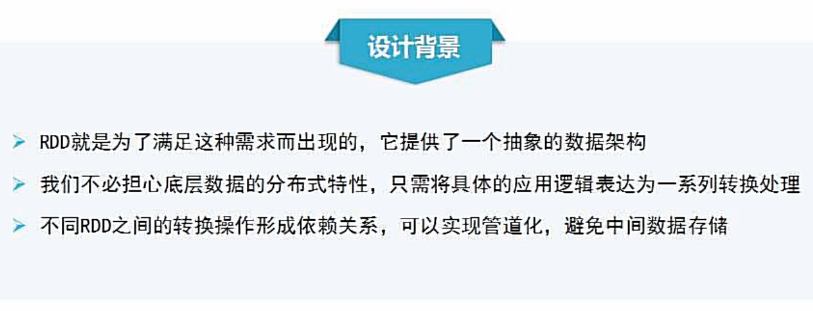 设计背景
RDD就是为了满足这种需求而出现的，它提供了一个抽象的数据架构
我们不必担心底层数据的分布式特性，只需将具体的应用逻辑表达为一系列转换处理
不同RDD之间的转换操作形成依赖关系，可以实现管道化，避免中间数据存储